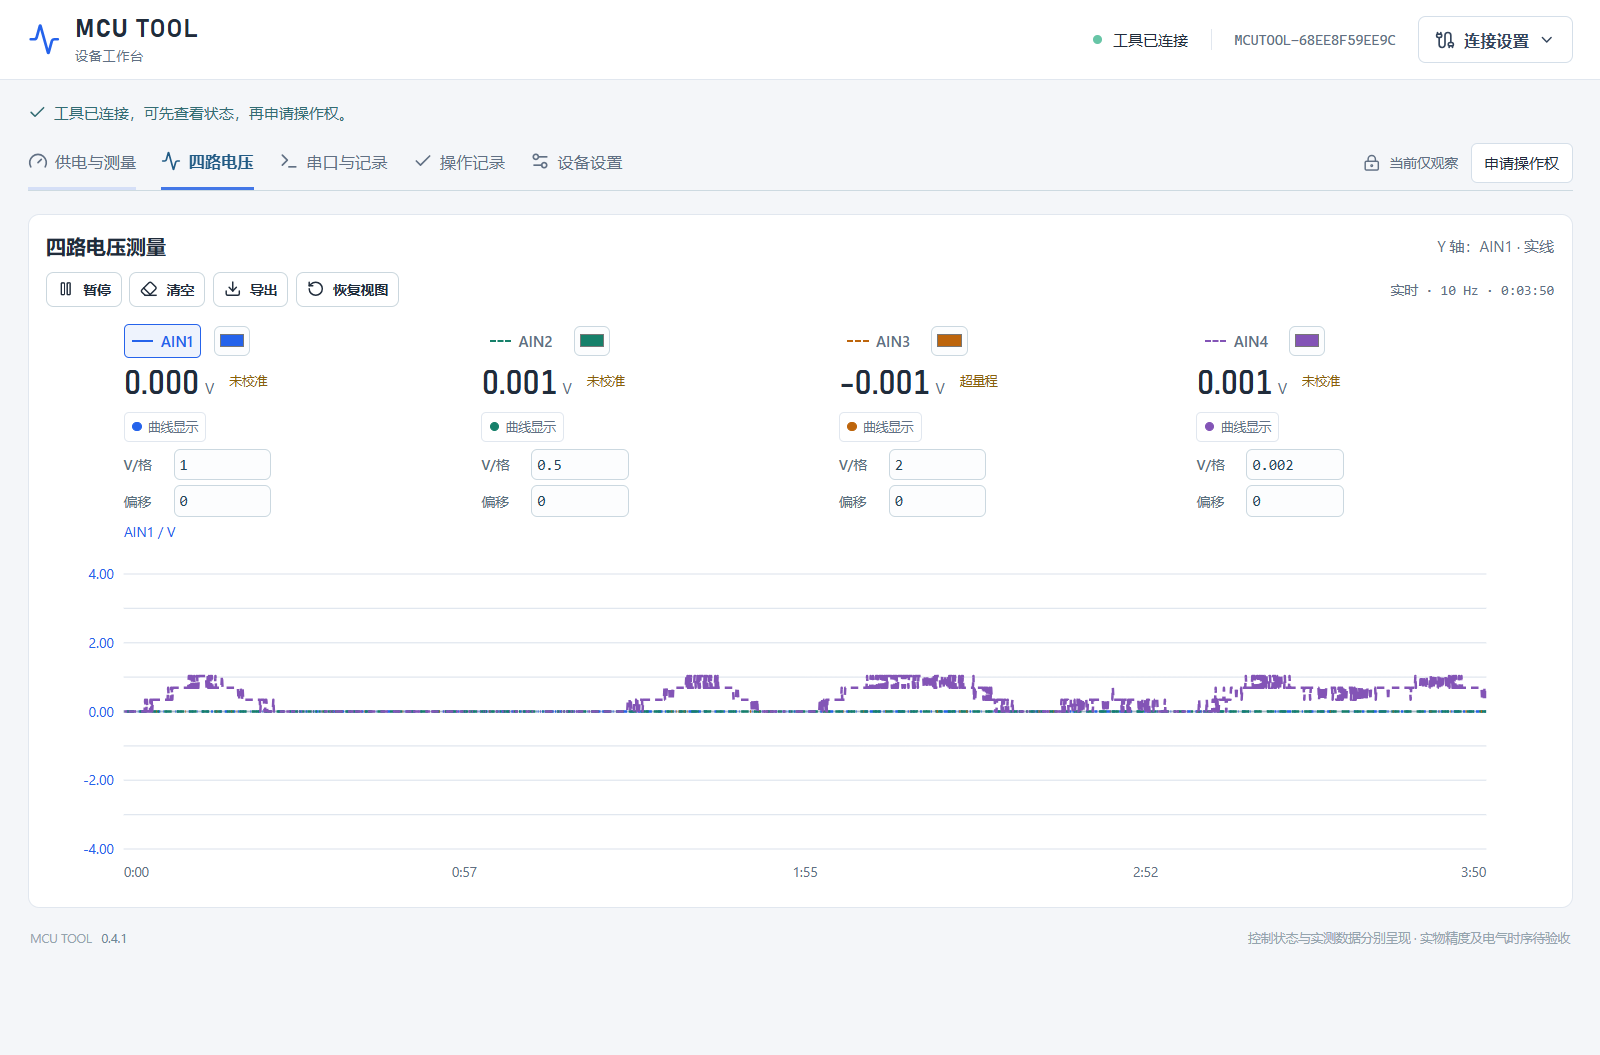 MCU TOOL
设备工作台
工具已连接
MCUTOOL-68EE8F59EE9C
连接设置
工具已连接，可先查看状态，再申请操作权。
供电与测量
四路电压
串口与记录
操作记录
设备设置
当前仅观察
申请操作权
四路电压测量
Y 轴：AIN1 · 实线
暂停
清空
导出
恢复视图
实时 · 10 Hz · 0:03:50
AIN1
AIN2
AIN3
AIN4
0.000 V 未校准
0.001 V 未校准
-0.001 V 超量程
0.001 V 未校准
曲线显示
曲线显示
曲线显示
曲线显示
V/格 1
V/格 0.5
V/格 2
V/格 0.002
偏移 0
偏移 0
偏移 0
偏移 0
AIN1 / V
4.00
2.00
0.00
-2.00
-4.00
0:00
0:57
1:55
2:52
3:50
MCU TOOL 0.4.1
控制状态与实测数据分别呈现 · 实物精度及电气时序待验收